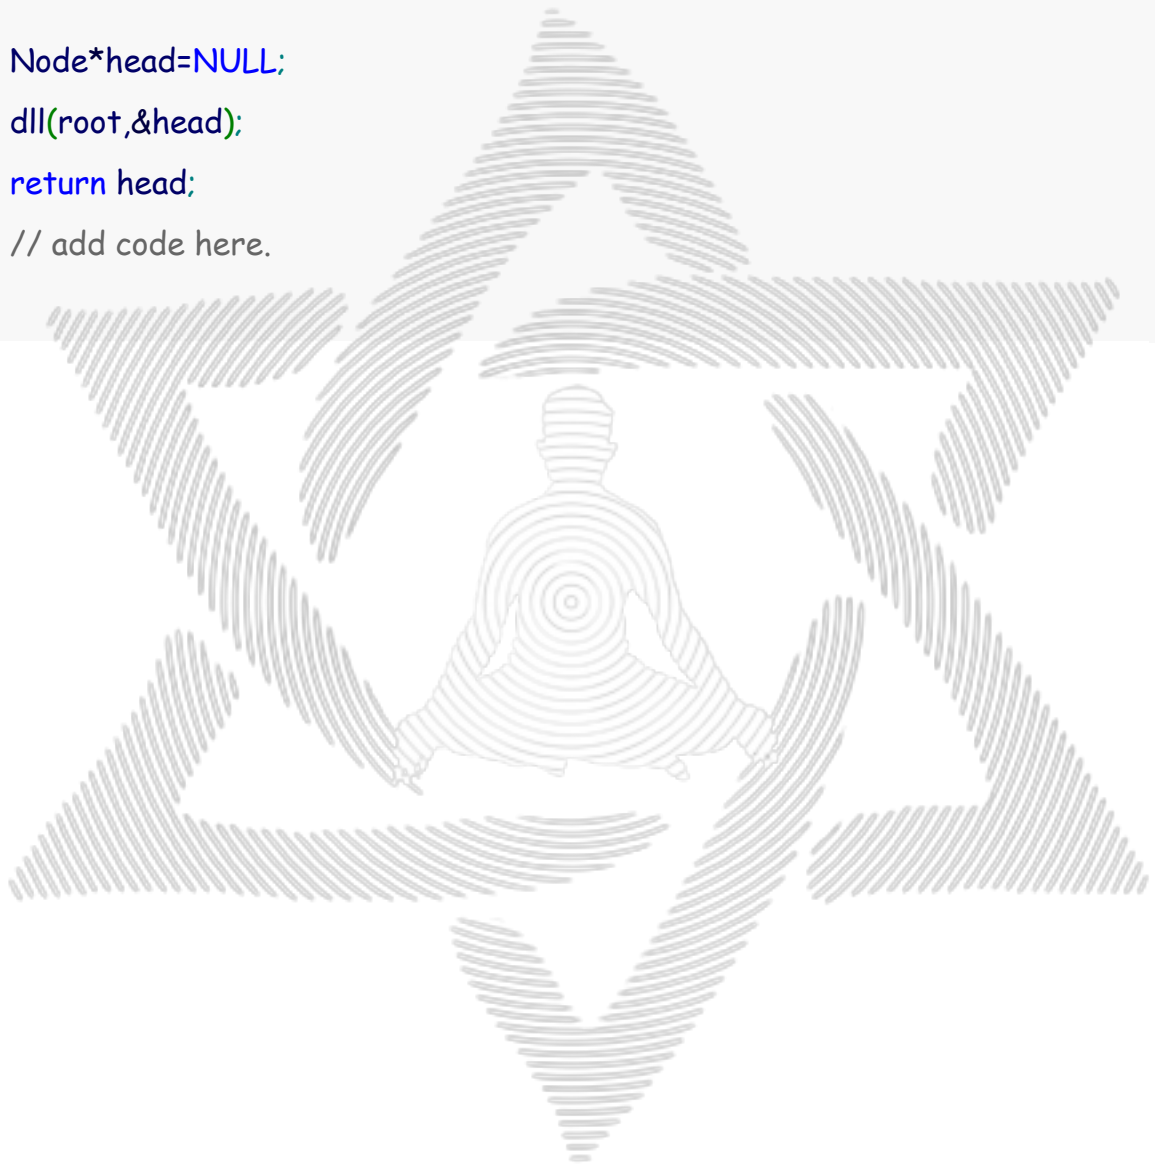 Node*head=NULL;
dll(root,&head);
return head;
// add code here.